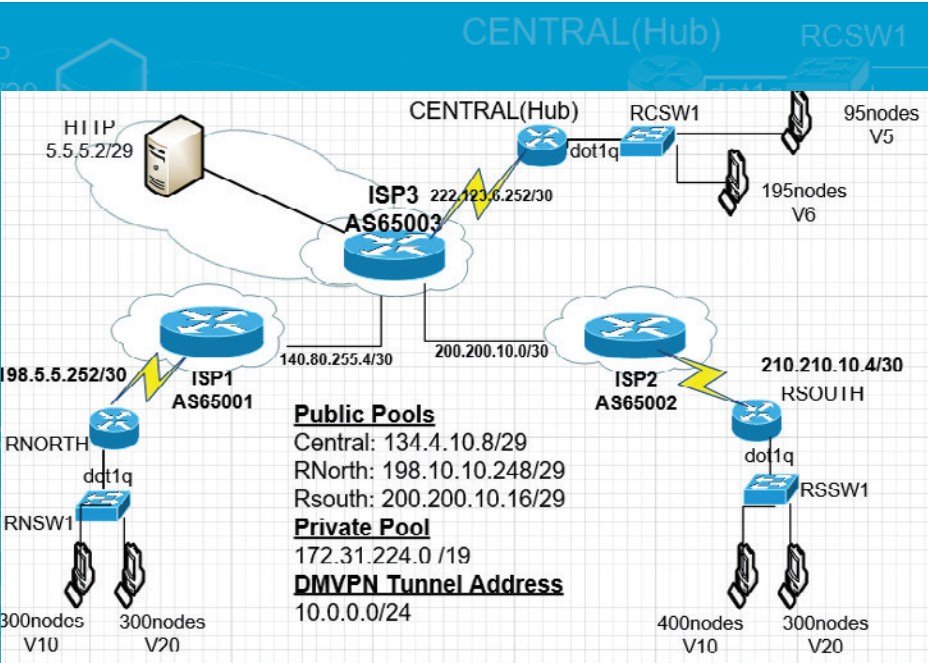 CENTRAL(Hub)
RCSW1
CENTRAL(Hub)
RCSW1
95nodes
V5
HTTP
5.5.5.2/29
dot1q
ISP3
222.123.6.252/30
AS65003
195nodes
V6
140.80.255.4/30
200.200.10.0/30
198.5.5.252/30
ISP1
AS65001
ISP2
AS65002
210.210.10.4/30
RSOUTH
RNORTH
dot1q
RNSW1
Public Pools
Central: 134.4.10.8/29
RNorth: 198.10.10.248/29
Rsouth: 200.200.10.16/29
Private Pool
172.31.224.0 /19
DMVPN Tunnel Address
10.0.0.0/24
dot1q
RSSW1
300nodes
V10
300nodes
V20
400nodes
V10
300nodes
V20